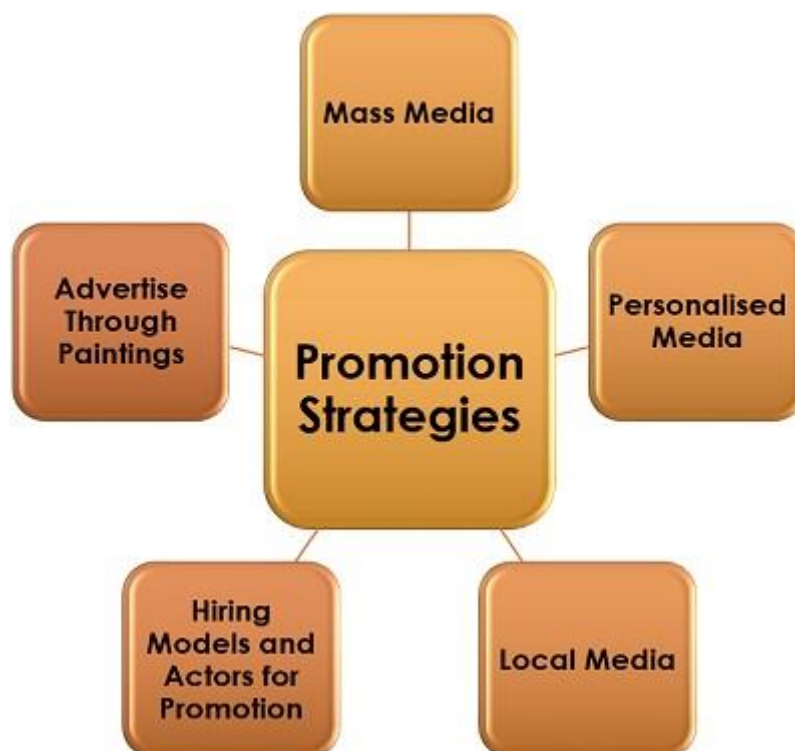 Mass Media
Advertise
Through
Paintings
Personalised
Media
Promotion
Strategies
Hiring
Models and
Actors for
Promotion
Local Media